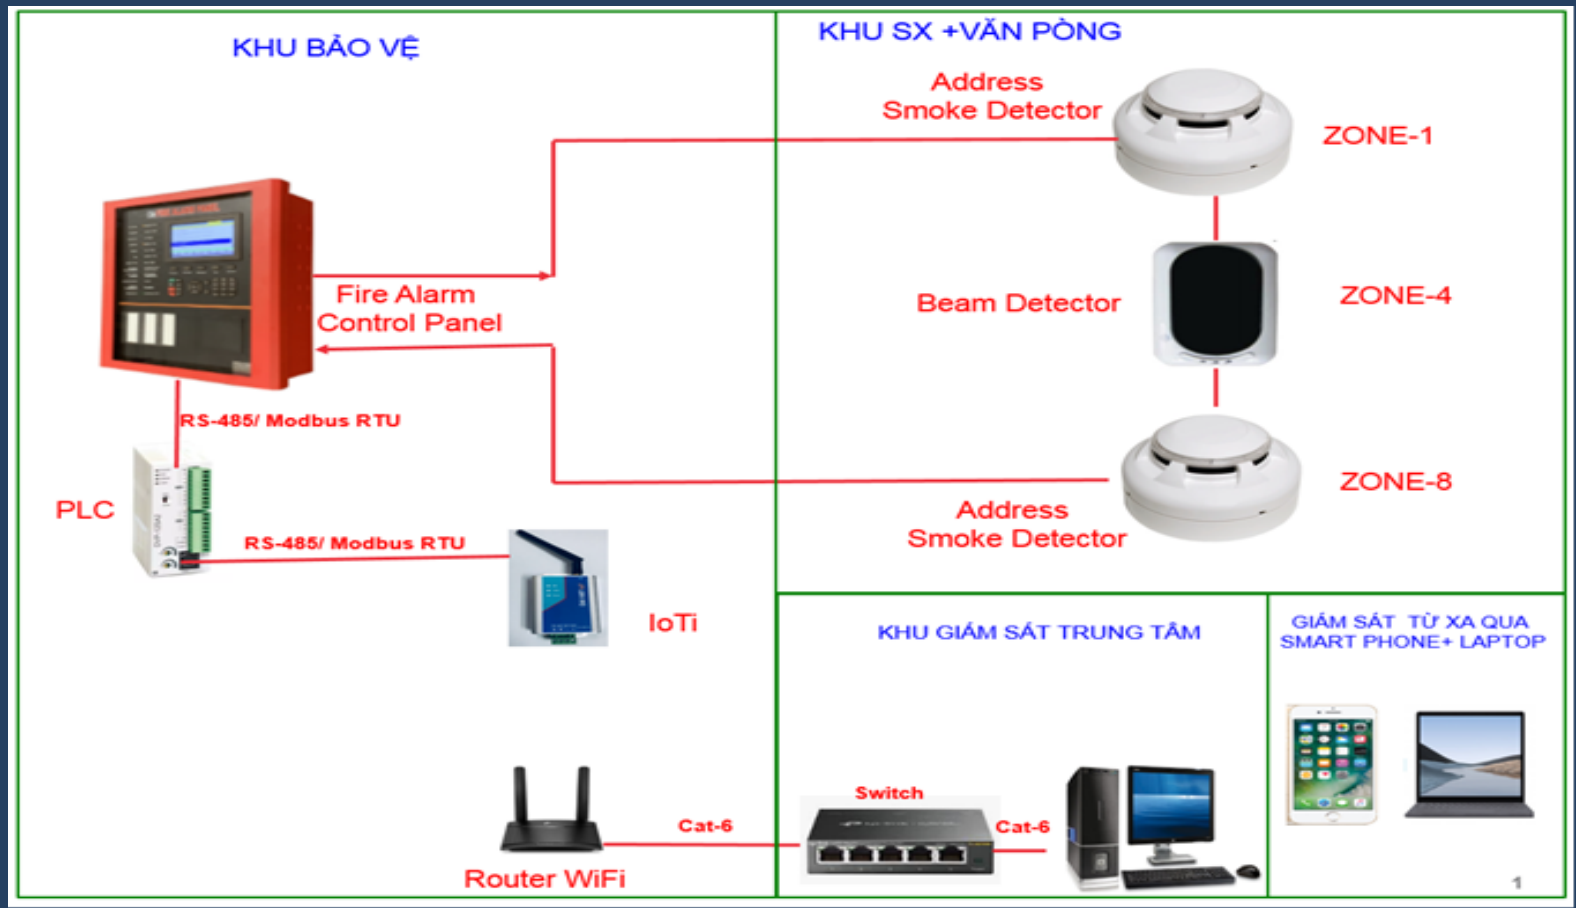 KHU BẢO VỆ
Fire Alarm
Control Panel
RS-485/ Modbus RTU
PLC
RS-485/ Modbus RTU
IoTi
Router WiFi
Cat-6
KHU SX +VĂN PÒNG
Address
Smoke Detector
ZONE-1
Beam Detector
ZONE-4
ZONE-8
Address
Smoke Detector
KHU GIÁM SÁT TRUNG TÂM
Switch
Cat-6
GIÁM SÁT TỪ XA QUA
SMART PHONE+ LAPTOP
1